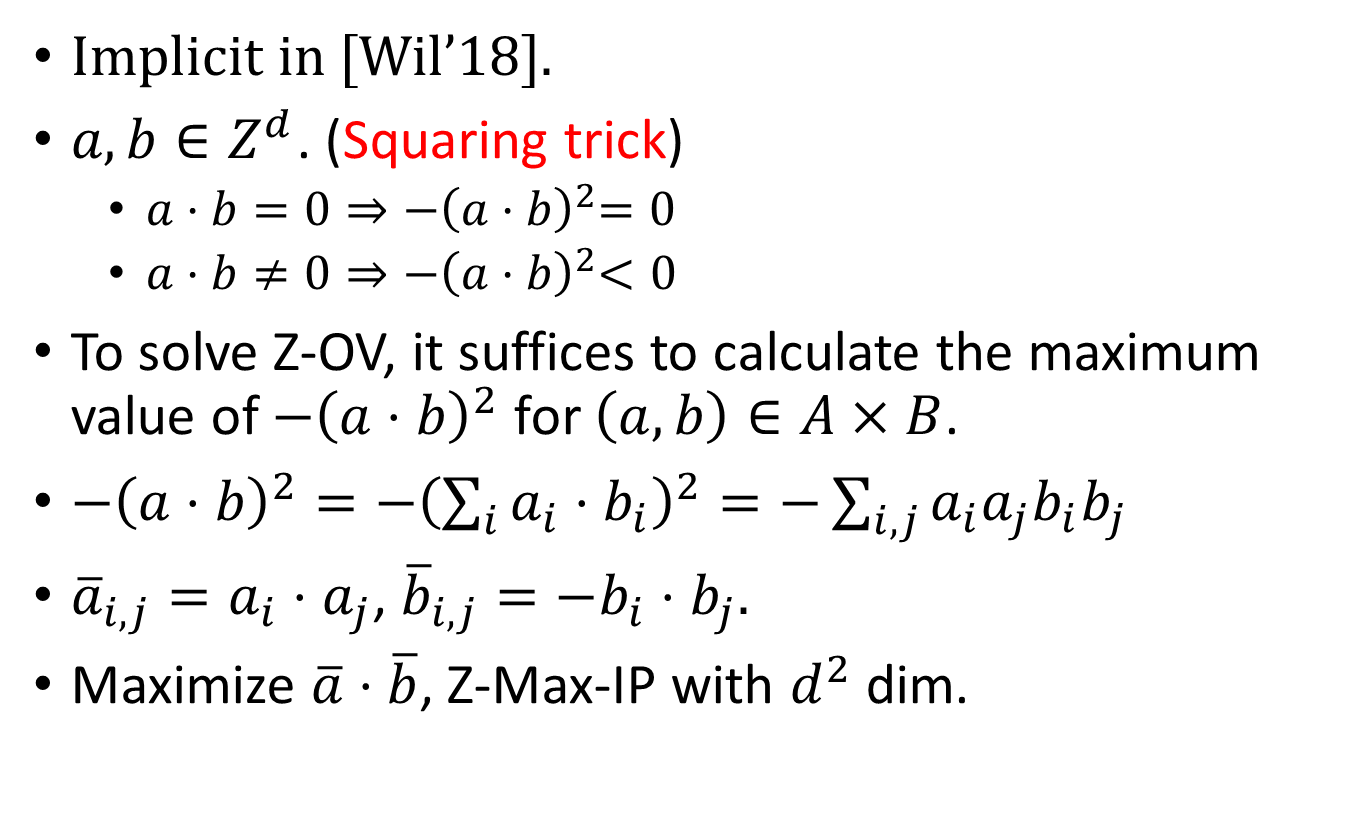 • Implicit in [Wil’18].
• a, b ∈ Z^d. (Squaring trick)
• a · b = 0 ⇒ −(a · b)²= 0
• a · b ≠ 0 ⇒ −(a · b)²< 0
• To solve Z-OV, it suffices to calculate the maximum
value of −(a · b)² for (a, b) ∈ A × B.
• −(a · b)² = −(∑_i a_i · b_i)² = − ∑_{i,j} a_i a_j b_i b_j
• a̅_{i,j} = a_i · a_j, b̅_{i,j} = −b_i · b_j.
• Maximize a̅ · b̅, Z-Max-IP with d² dim.